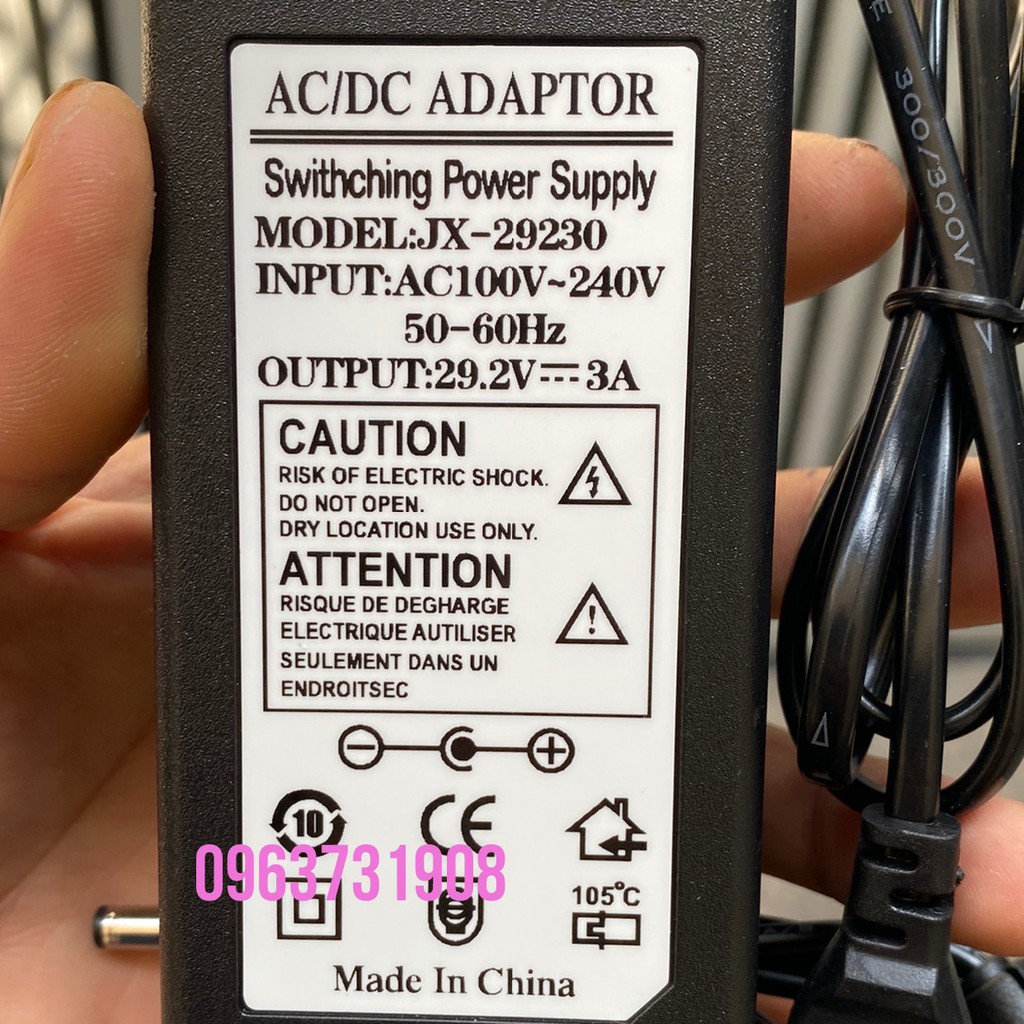 AC/DC ADAPTOR
Swithching Power Supply
MODEL:JX-29230
INPUT:AC100V~240V
50-60Hz
OUTPUT:29.2V⎓3A
CAUTION
RISK OF ELECTRIC SHOCK.
DO NOT OPEN.
DRY LOCATION USE ONLY.
ATTENTION
RISQUE DE DEGHARGE
ELECTRIQUE AUTILISER
SEULEMENT DANS UN
ENDROITSEC
10
CE
0963731908
105°C
Made In China
300/300V